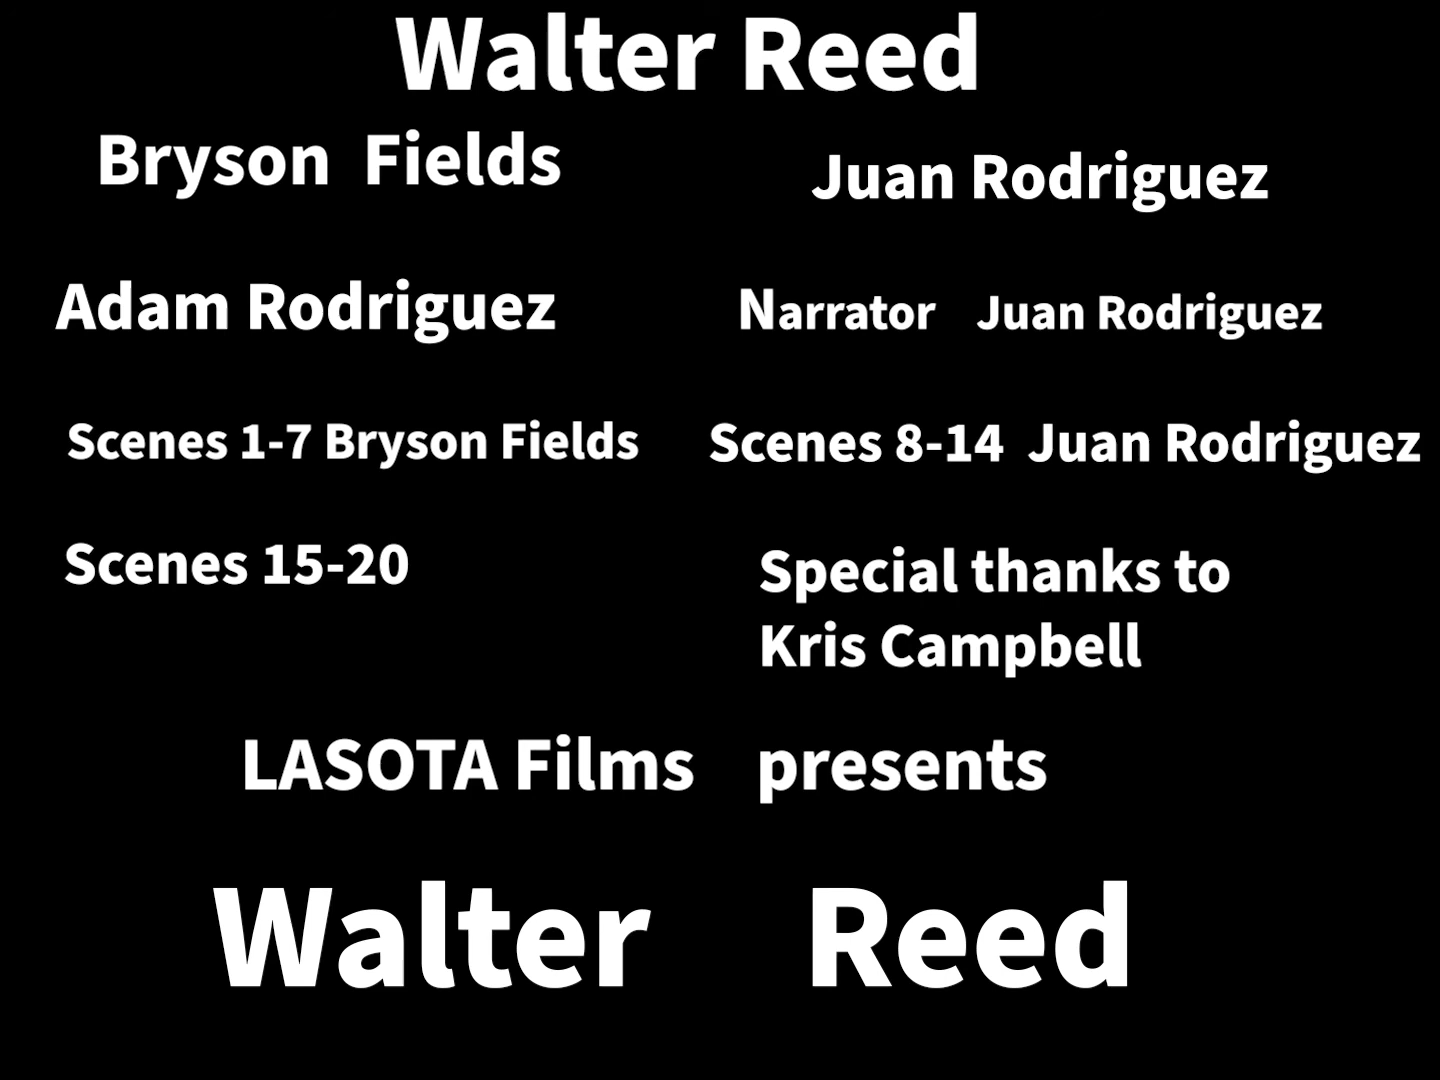 Walter Reed
Bryson Fields
Juan Rodriguez
Adam Rodriguez
Narrator Juan Rodriguez
Scenes 1-7 Bryson Fields
Scenes 8-14 Juan Rodriguez
Scenes 15-20
Special thanks to
Kris Campbell
LASOTA Films presents
Walter Reed